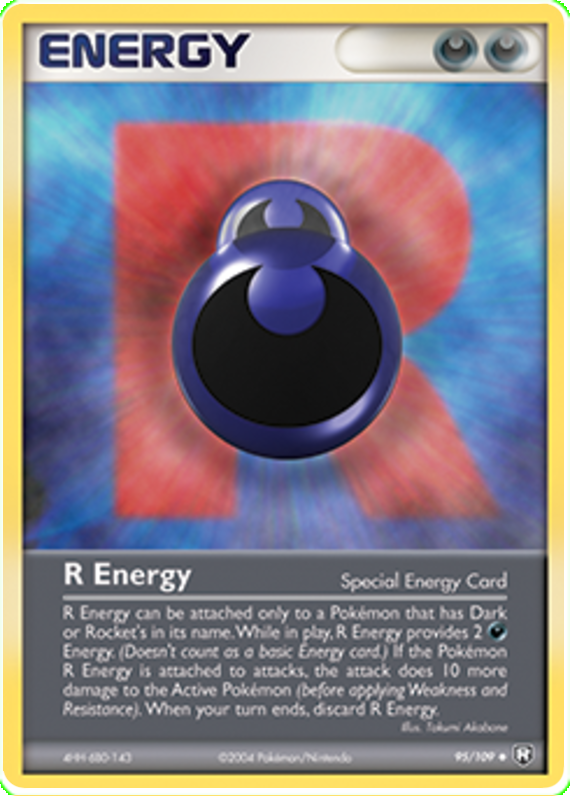 ENERGY
R
R Energy
Special Energy Card
R Energy can be attached only to a Pokémon that has Dark
or Rocket's in its name. While in play, R Energy provides 2
Energy. (Doesn't count as a basic Energy card.) If the Pokémon
R Energy is attached to attacks, the attack does 10 more
damage to the Active Pokémon (before applying Weakness and
Resistance). When your turn ends, discard R Energy.
Illus. Takumi Akabane
4HH-680-143 ©2004 Pokémon/Nintendo 95/109 ◆ R